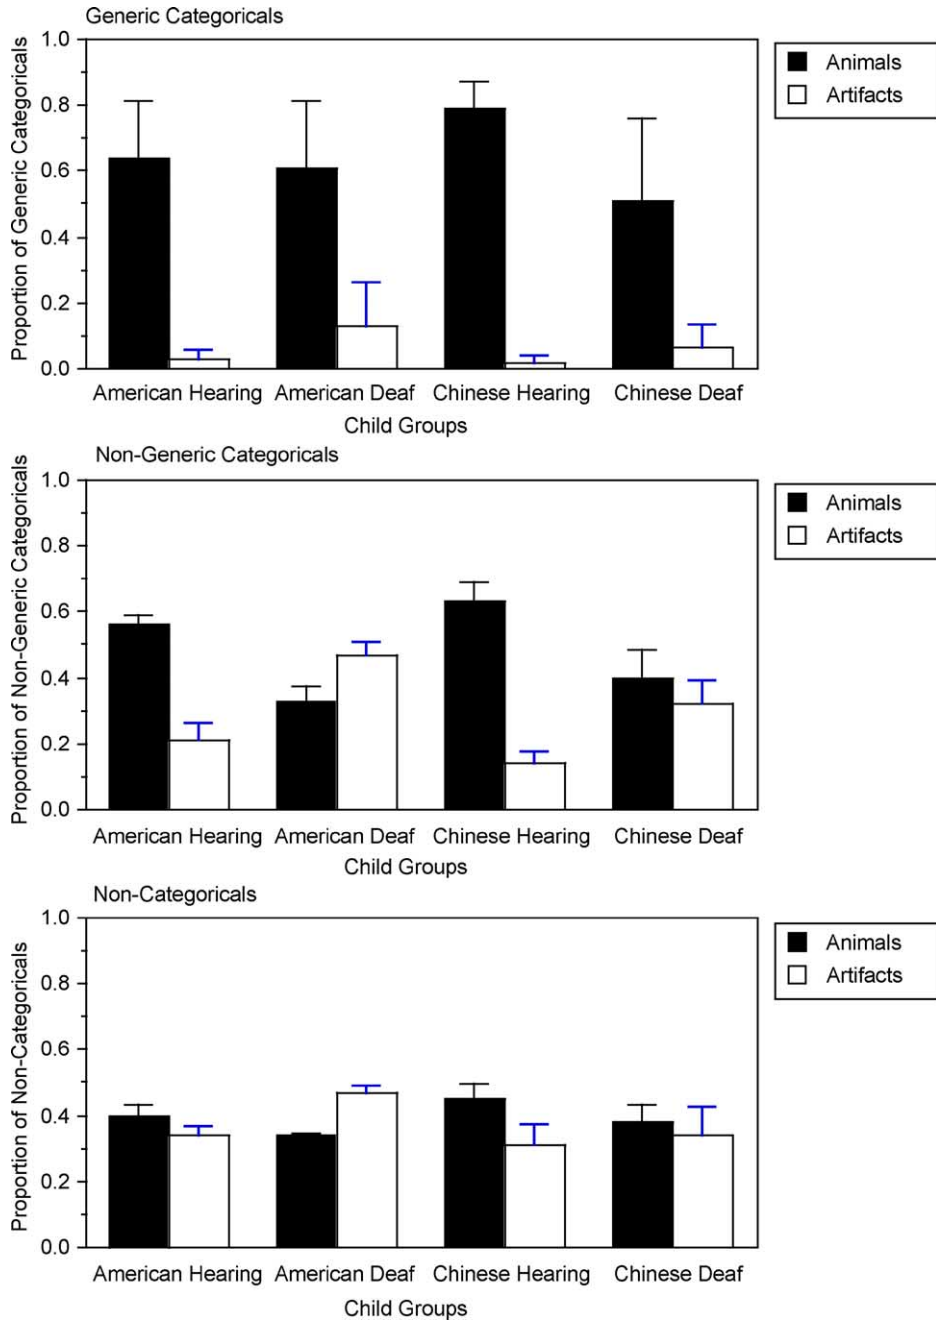 Generic Categoricals
Proportion of Generic Categoricals
1.0
0.8
0.6
0.4
0.2
0.0
American Hearing American Deaf Chinese Hearing Chinese Deaf
Child Groups
Animals
Artifacts
Non-Generic Categoricals
Proportion of Non-Generic Categoricals
1.0
0.8
0.6
0.4
0.2
0.0
American Hearing American Deaf Chinese Hearing Chinese Deaf
Child Groups
Animals
Artifacts
Non-Categoricals
Proportion of Non-Categoricals
1.0
0.8
0.6
0.4
0.2
0.0
American Hearing American Deaf Chinese Hearing Chinese Deaf
Child Groups
Animals
Artifacts